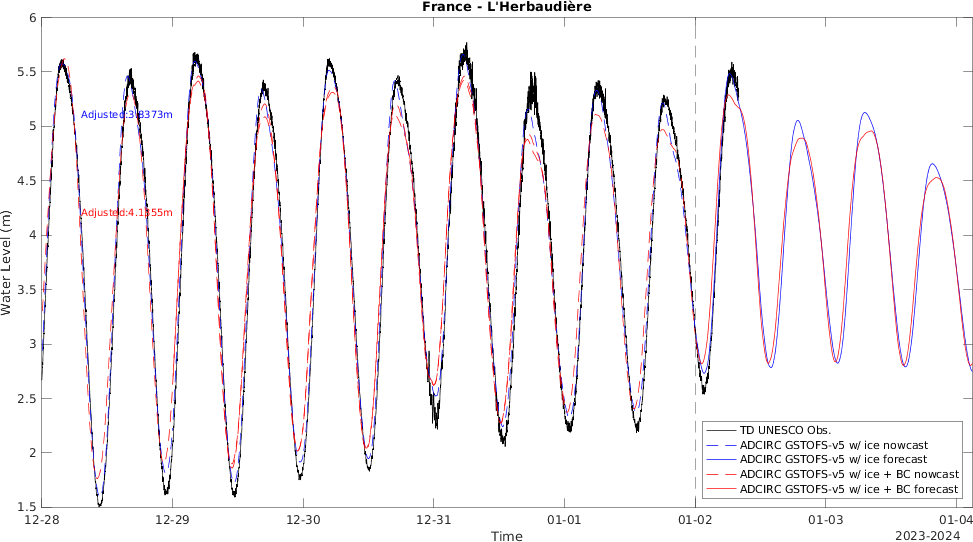 France - L'Herbaudière
Water Level (m)
6
5.5
5
4.5
4
3.5
3
2.5
2
1.5
Adjusted:3.8373m
Adjusted:4.1955m
TD UNESCO Obs.
ADCIRC GSTOFS-v5 w/ ice nowcast
ADCIRC GSTOFS-v5 w/ ice forecast
ADCIRC GSTOFS-v5 w/ ice + BC nowcast
ADCIRC GSTOFS-v5 w/ ice + BC forecast
12-28 12-29 12-30 12-31 01-01 01-02 01-03 01-04
Time
2023-2024